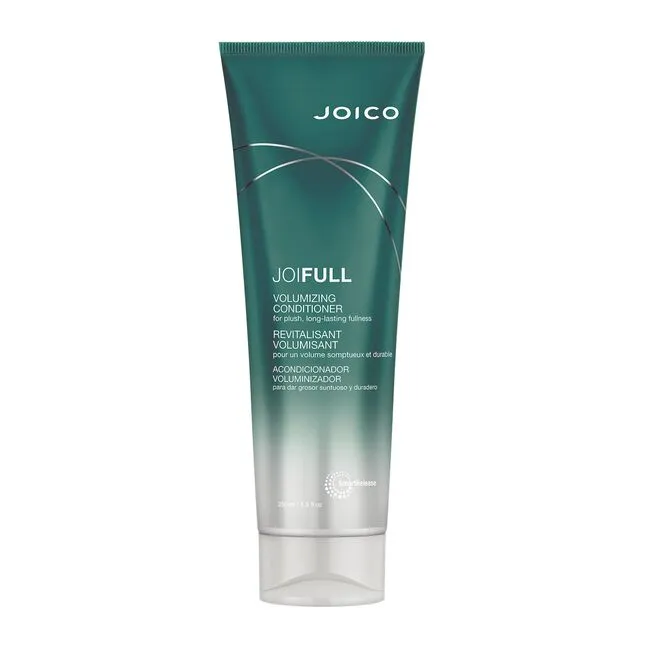 JOICO
JOIFULL
VOLUMIZING
CONDITIONER
for plush, long-lasting fullness
REVITALISANT
VOLUMISANT
pour un volume somptueux et durable
ACONDICIONADOR
VOLUMINIZADOR
para dar grosor suntuoso y duradero
SmartRelease